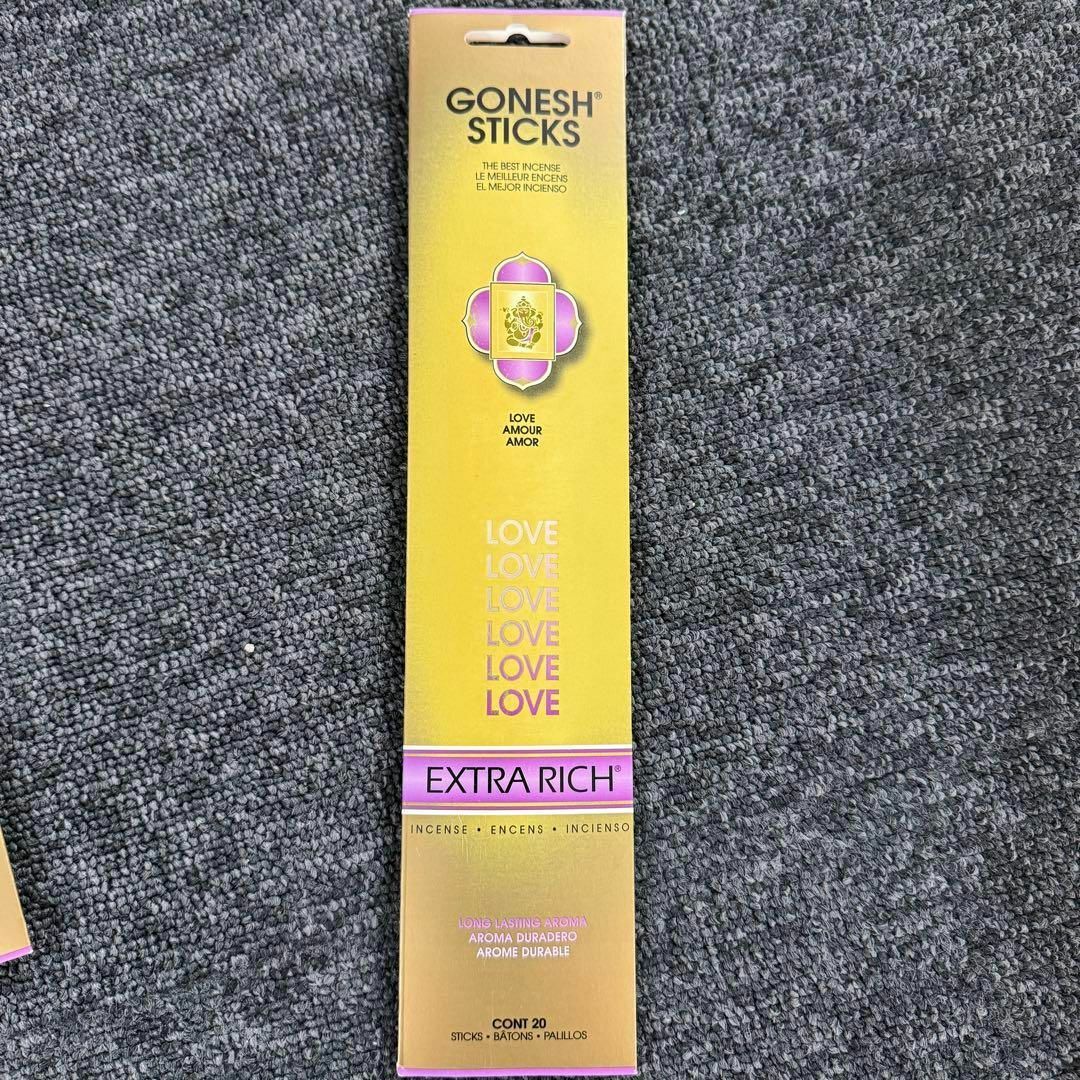 GONESH®
STICKS
THE BEST INCENSE
LE MEILLEUR ENCENS
EL MEJOR INCIENSO
LOVE
AMOUR
AMOR
LOVE
LOVE
LOVE
LOVE
LOVE
LOVE
EXTRA RICH®
INCENSE • ENCENS • INCIENSO
LONG LASTING AROMA
AROMA DURADERO
AROME DURABLE
CONT 20
STICKS • BÂTONS • PALILLOS